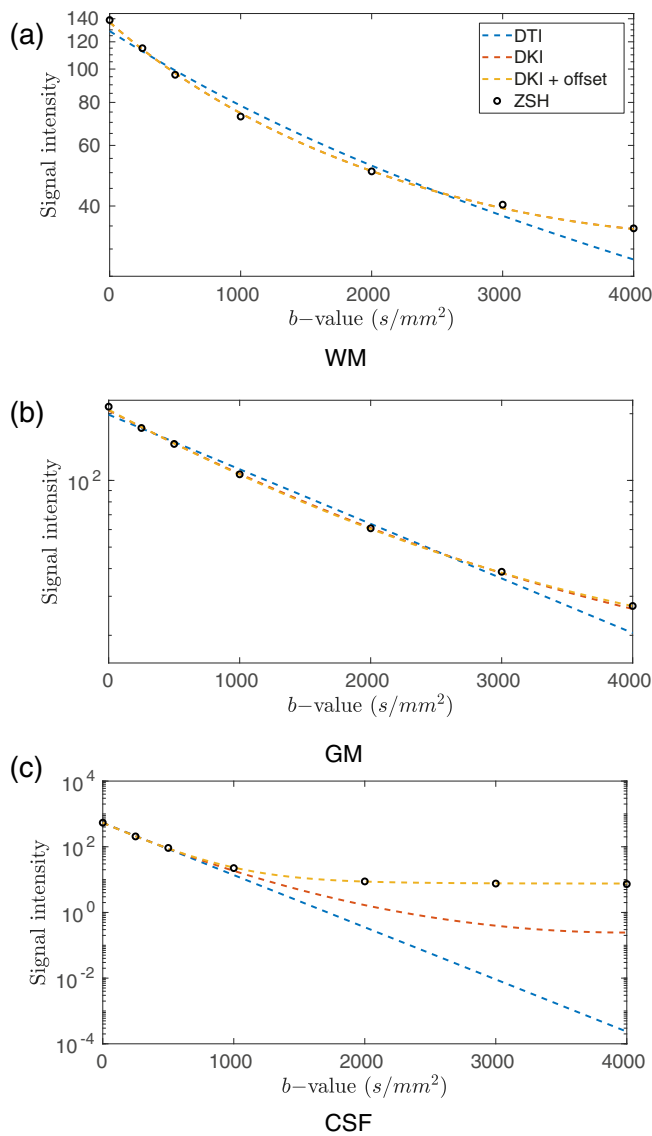 (a)
Signal intensity
140
120
100
80
60
40
DTI
DKI
DKI + offset
ZSH
0 1000 2000 3000 4000
b−value (s/mm²)
WM
(b)
Signal intensity
10²
0 1000 2000 3000 4000
b−value (s/mm²)
GM
(c)
Signal intensity
10⁴
10²
10⁰
10⁻²
10⁻⁴
0 1000 2000 3000 4000
b−value (s/mm²)
CSF